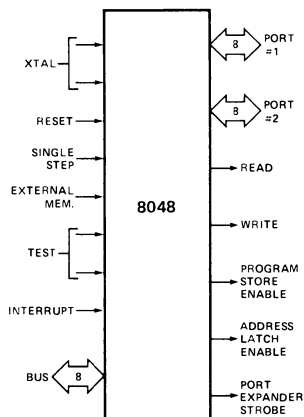 XTAL
RESET
SINGLE
STEP
EXTERNAL
MEM.
TEST
INTERRUPT
BUS
8
8048
8
PORT
#1
8
PORT
#2
READ
WRITE
PROGRAM
STORE
ENABLE
ADDRESS
LATCH
ENABLE
PORT
EXPANDER
STROBE